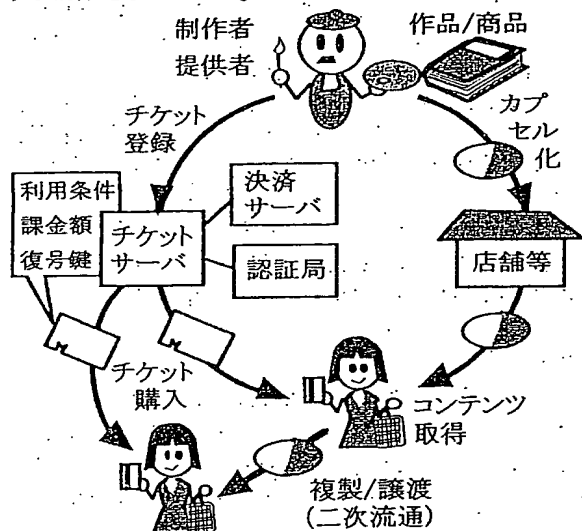 制作者
提供者
作品/商品
チケット
登録
カプ
セル
化
利用条件
課金額
復号鍵
チケット
サーバ
決済
サーバ
認証局
店舗等
チケット
購入
コンテンツ
取得
複製/譲渡
(二次流通)